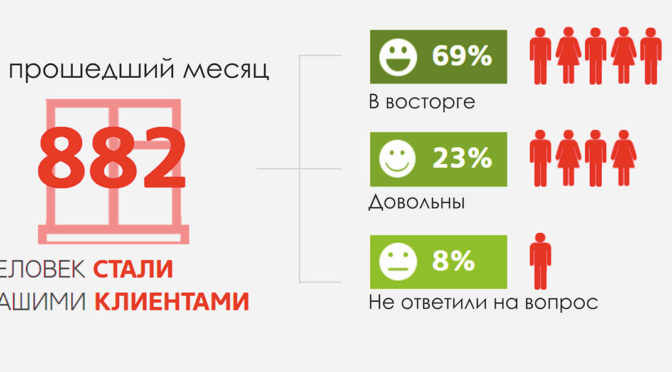 прошедший месяц
882
ЕЛОВЕК СТАЛИ
АШИМИ КЛИЕНТАМИ
69%
В восторге
23%
Довольны
8%
Не ответили на вопрос